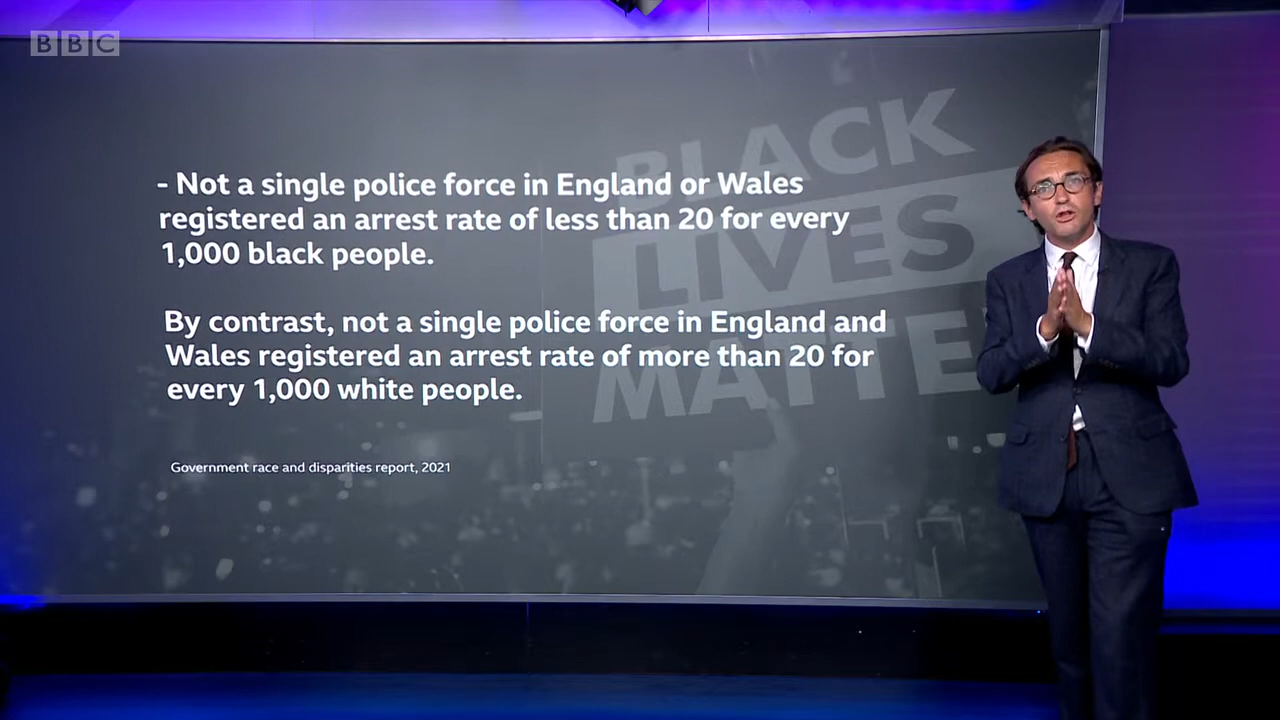 BBC
BLACK
LIVES
MATTE
- Not a single police force in England or Wales
registered an arrest rate of less than 20 for every
1,000 black people.
By contrast, not a single police force in England and
Wales registered an arrest rate of more than 20 for
every 1,000 white people.
Government race and disparities report, 2021